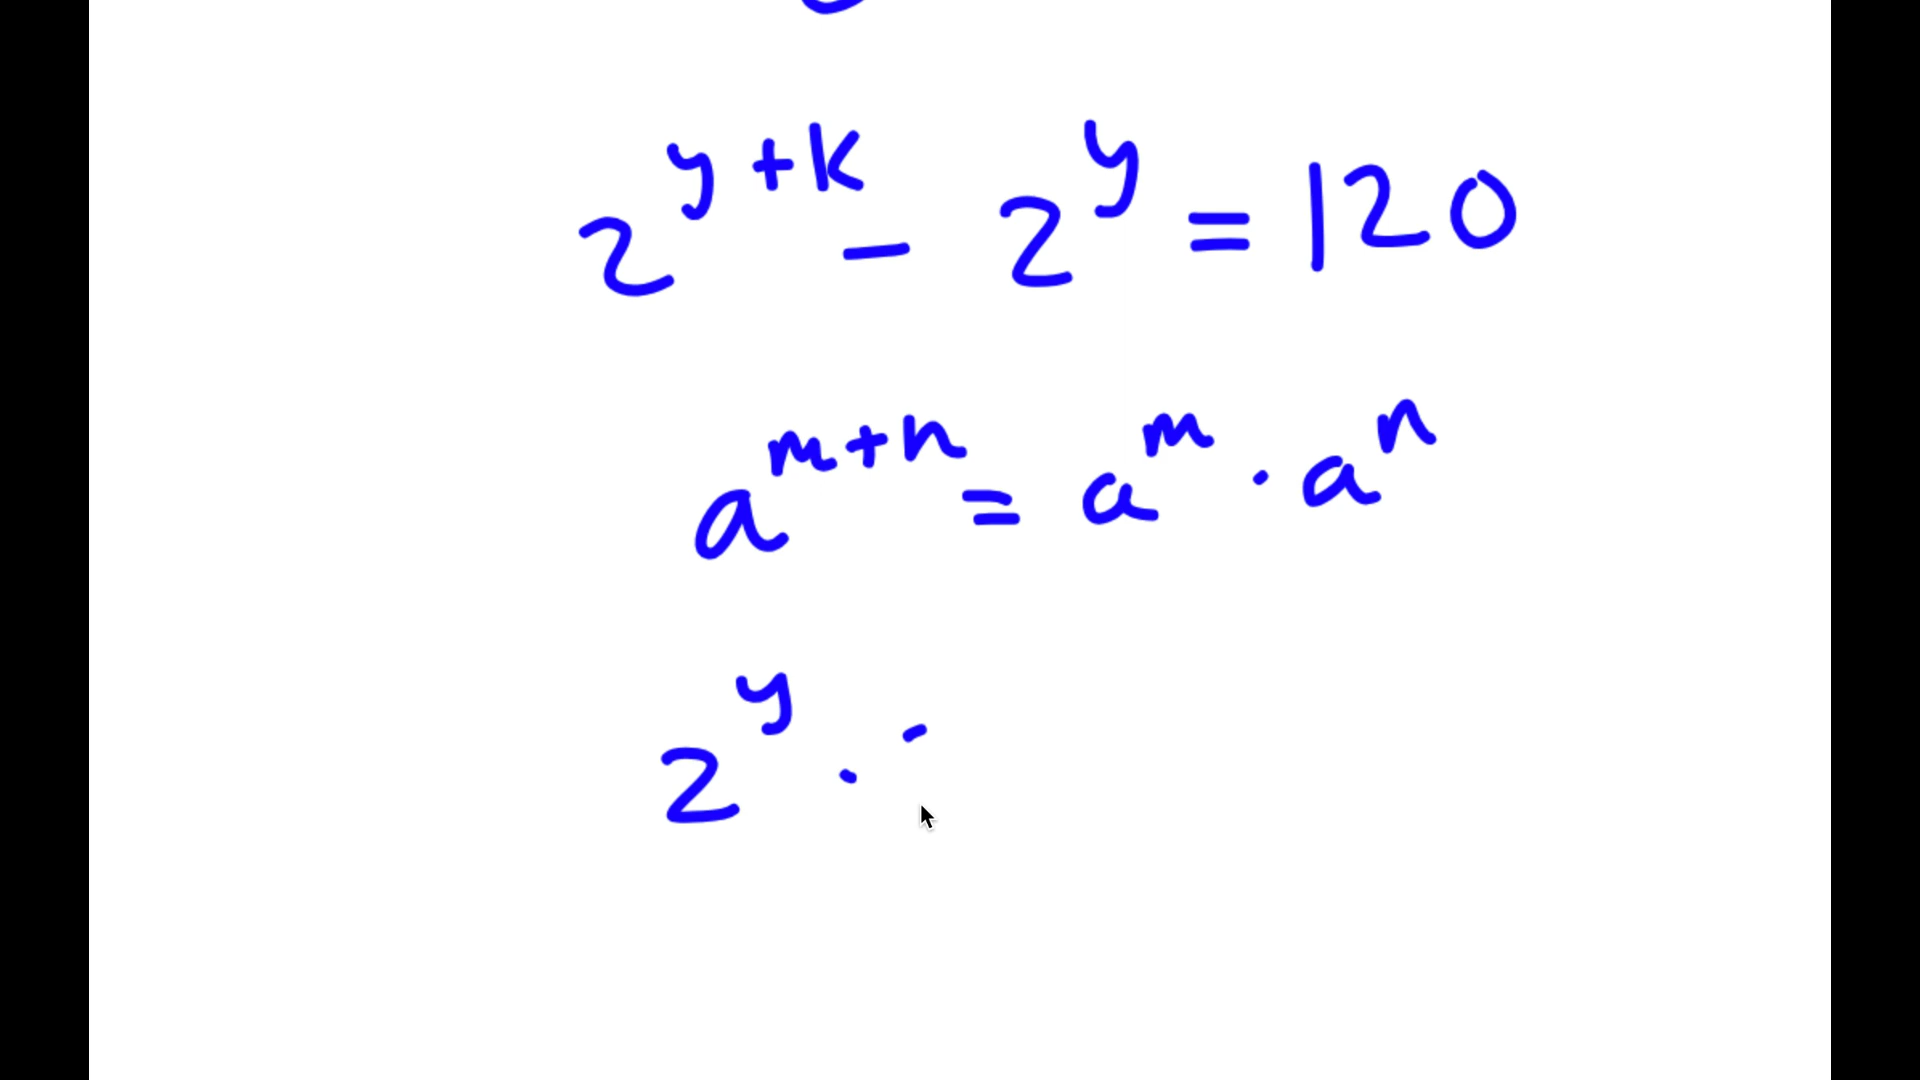 2^{y+k} - 2^y = 120
a^{m+n} = a^m · a^n
2^y ·